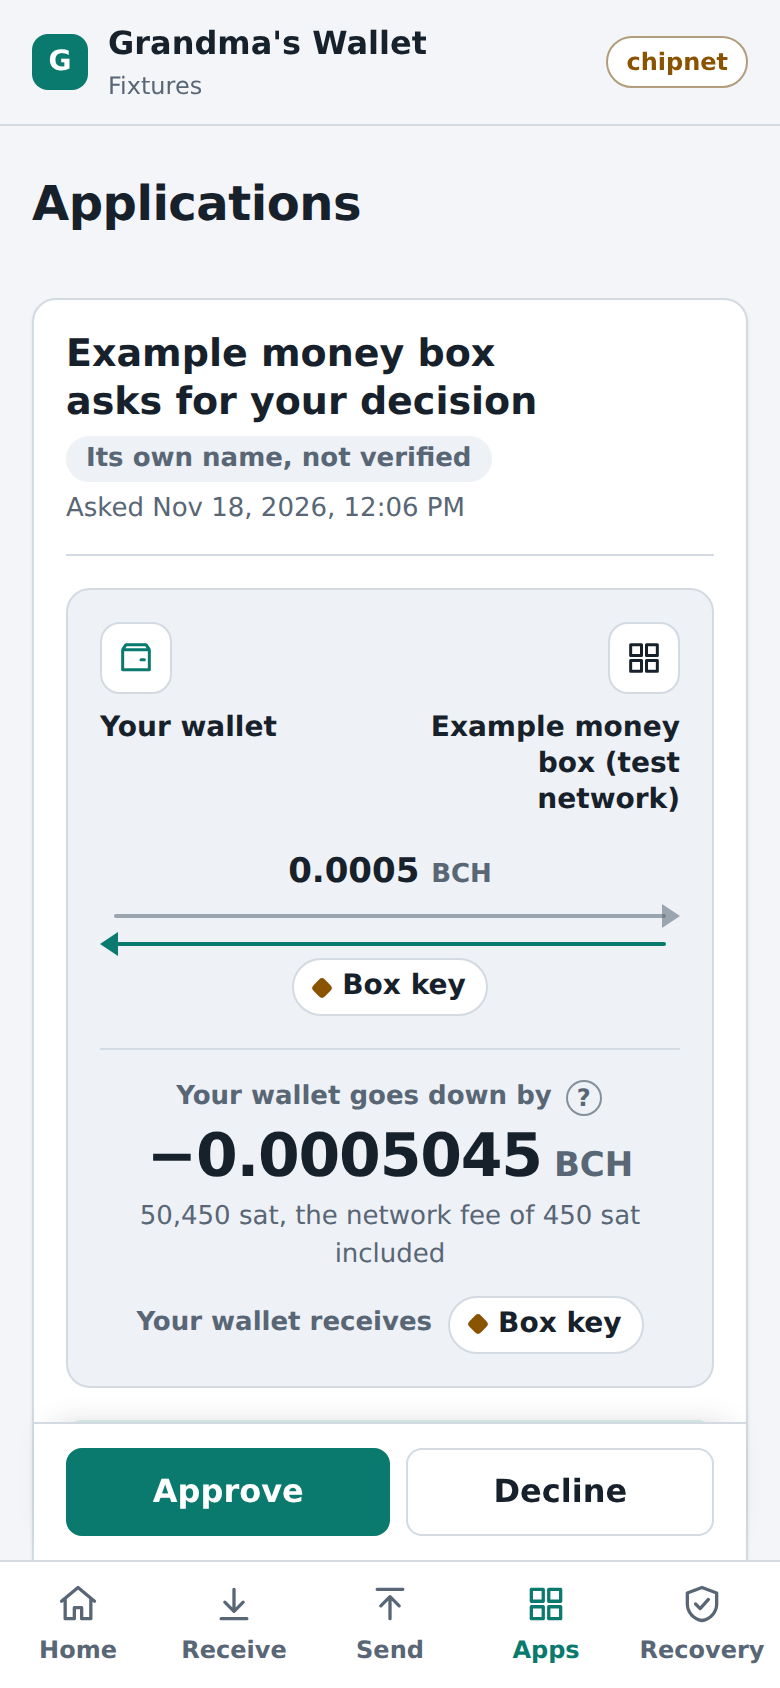 G
Grandma's Wallet
Fixtures
chipnet
Applications
Example money box
asks for your decision
Its own name, not verified
Asked Nov 18, 2026, 12:06 PM
Your wallet
Example money
box (test
network)
0.0005 BCH
Box key
Your wallet goes down by ?
−0.0005045 BCH
50,450 sat, the network fee of 450 sat
included
Your wallet receives Box key
Approve
Decline
Home
Receive
Send
Apps
Recovery